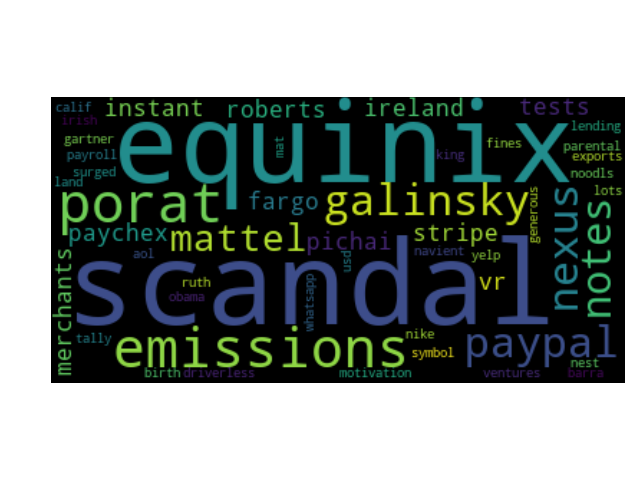 calif instant roberts ireland tests
irish
equinix
gartner mat king fines lending
payroll parental
surged exports
land noodls
porat fargo galinsky generous nexus notes lots
paychex mattel pichai stripe
aol usd navient yelp
scandal
merchants ruth whatsapp vr
obama
tally emissions nike paypal
symbol
birth driverless motivation ventures nest
barra